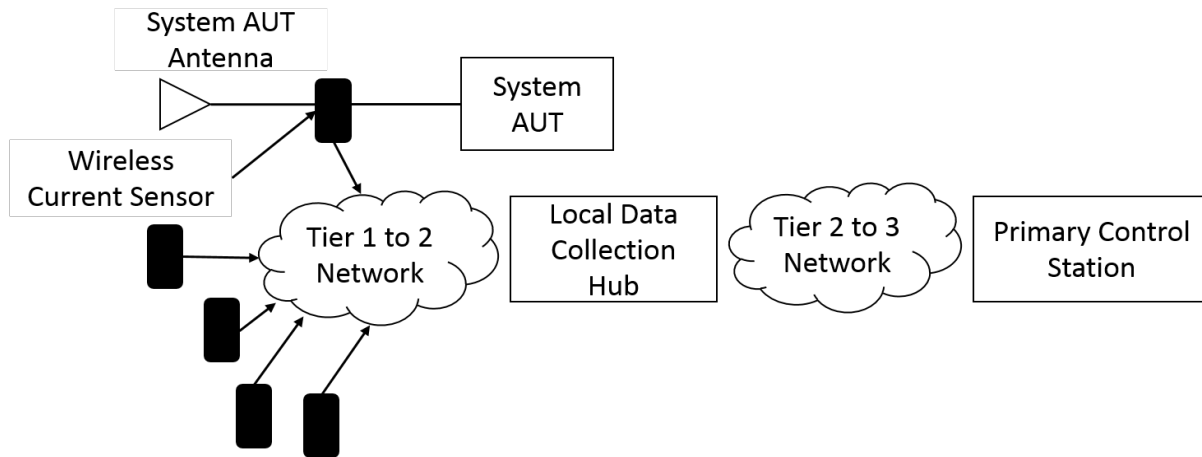 System AUT
Antenna
System
AUT
Wireless
Current Sensor
Tier 1 to 2
Network
Local Data
Collection
Hub
Tier 2 to 3
Network
Primary Control
Station